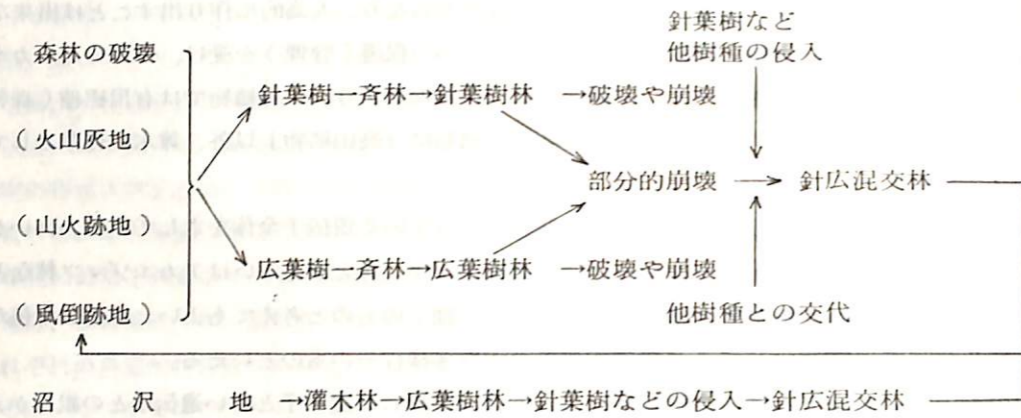 針葉樹など
他樹種の侵入
森林の破壊
針葉樹一斉林→針葉樹林 →破壊や崩壊
(火山灰地)
部分的崩壊 → 針広混交林
(山火跡地)
広葉樹一斉林→広葉樹林 →破壊や崩壊
(風倒跡地)
他樹種との交代
沼沢地→潅木林→広葉樹林→針葉樹などの侵入→針広混交林